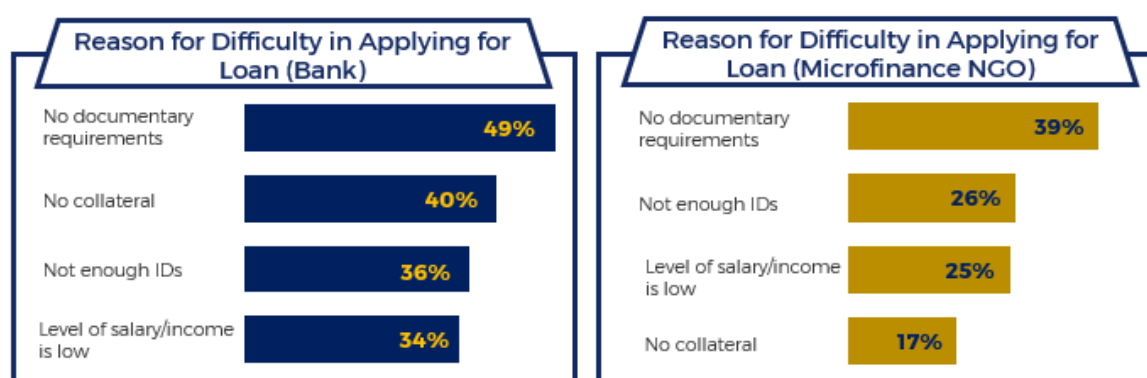 Reason for Difficulty in Applying for
Loan (Bank)
No documentary
requirements
49%
No collateral
40%
Not enough IDs
36%
Level of salary/income
is low
34%
Reason for Difficulty in Applying for
Loan (Microfinance NGO)
No documentary
requirements
39%
Not enough IDs
26%
Level of salary/income
is low
25%
No collateral
17%